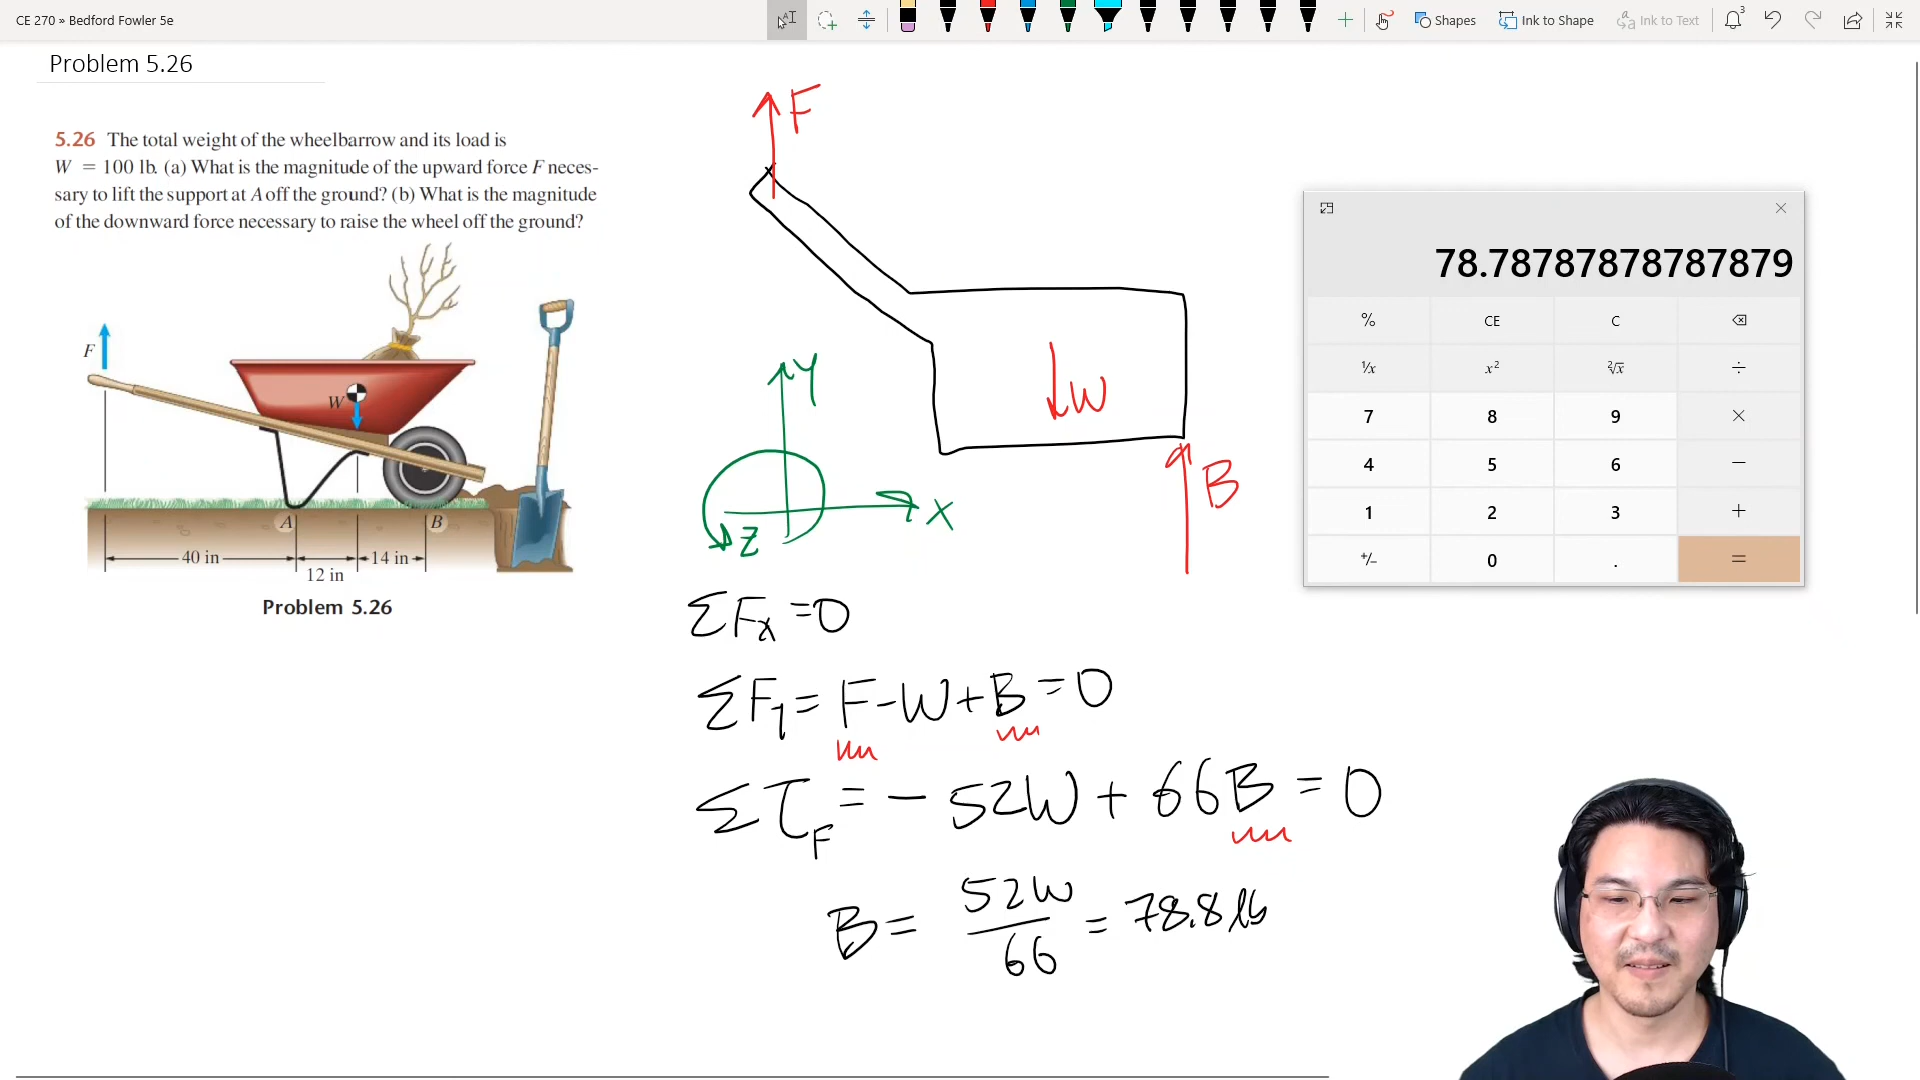 CE 270 » Bedford Fowler 5e
Shapes
Ink to Shape
Ink to Text
3
Problem 5.26
5.26 The total weight of the wheelbarrow and its load is
W = 100 lb. (a) What is the magnitude of the upward force F neces-
sary to lift the support at A off the ground? (b) What is the magnitude
of the downward force necessary to raise the wheel off the ground?
F
W
A
B
40 in
14 in
12 in
Problem 5.26
F
W
B
Y
X
Z
ΣFx = 0
ΣFy = F - W + B = 0
Στ_F = - 52W + 66B = 0
B = 52W/66 = 78.8 lb
78.78787878787879
% CE C
1/x x² ²√x ÷
7 8 9 ×
4 5 6 −
1 2 3 +
+/- 0 . =